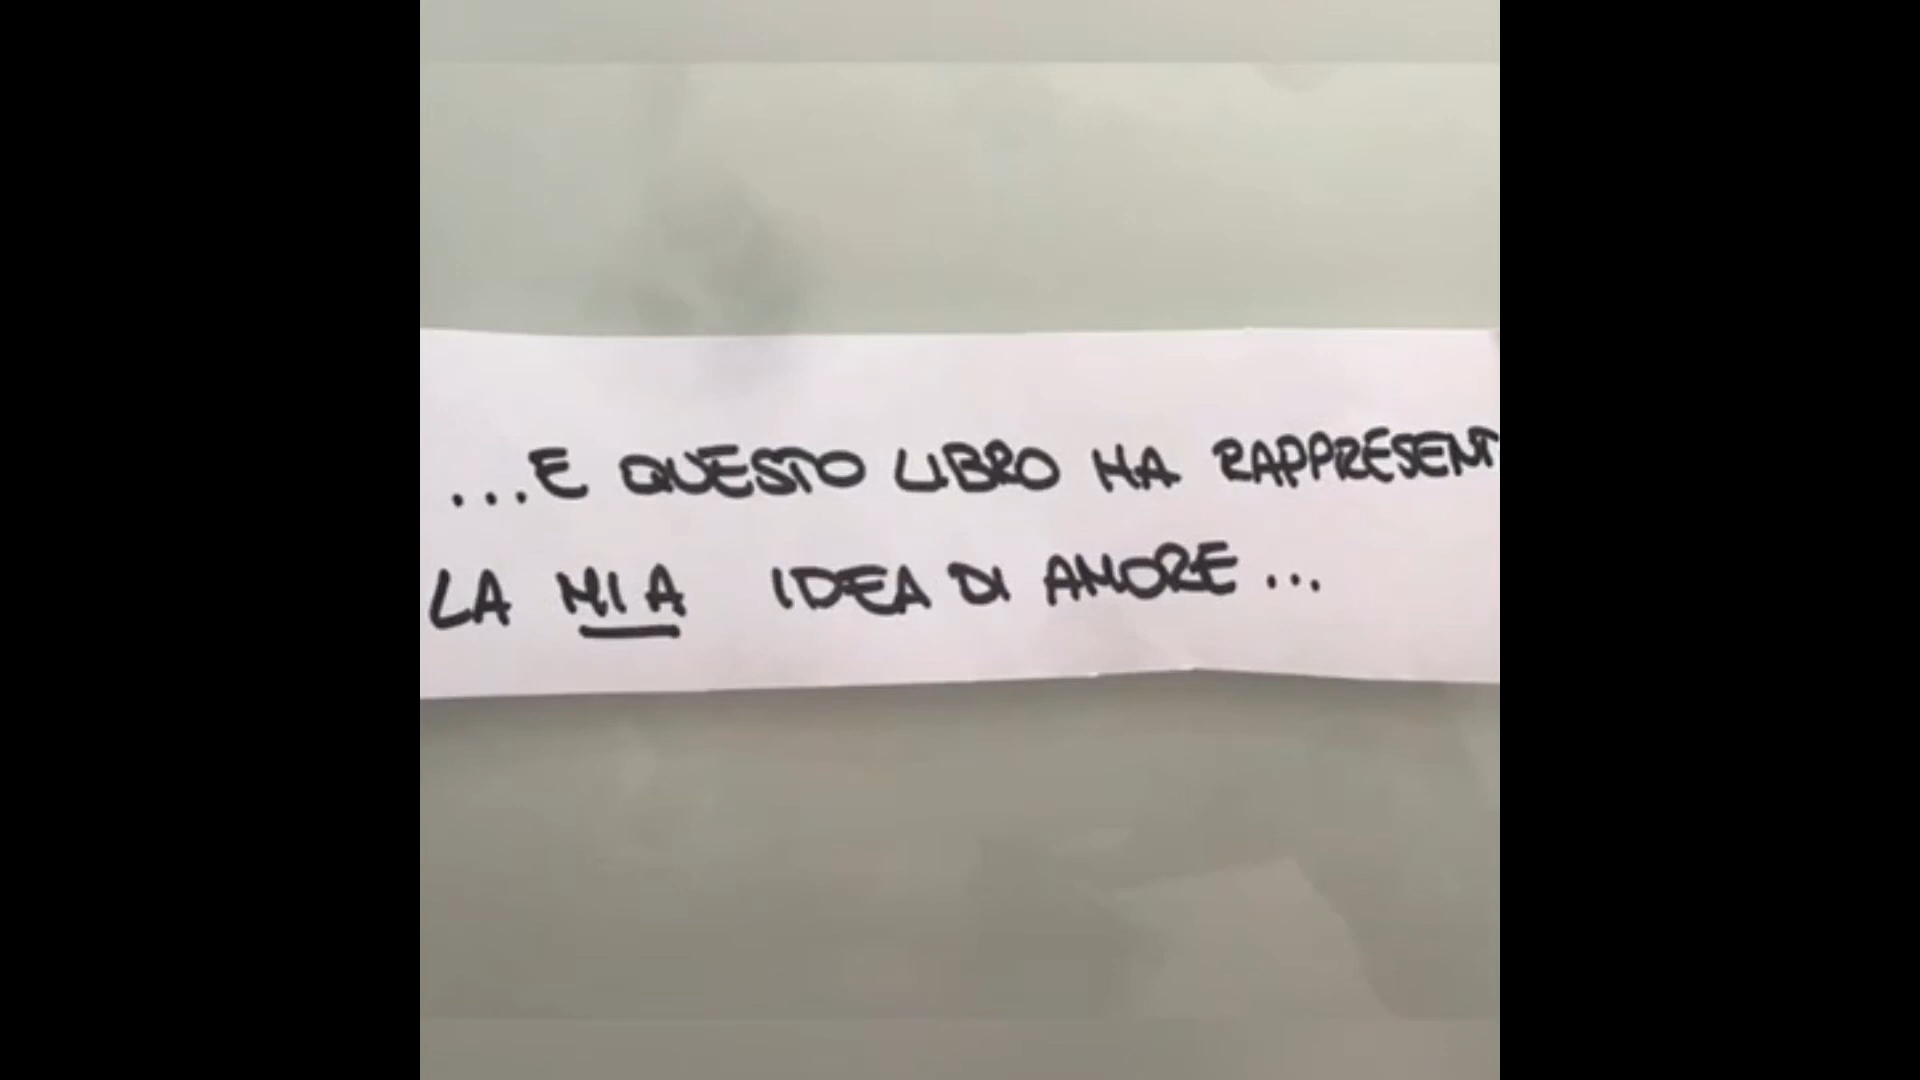 ...E QUESTO LIBRO HA RAPPRESENT
LA MIA IDEA DI AMORE...